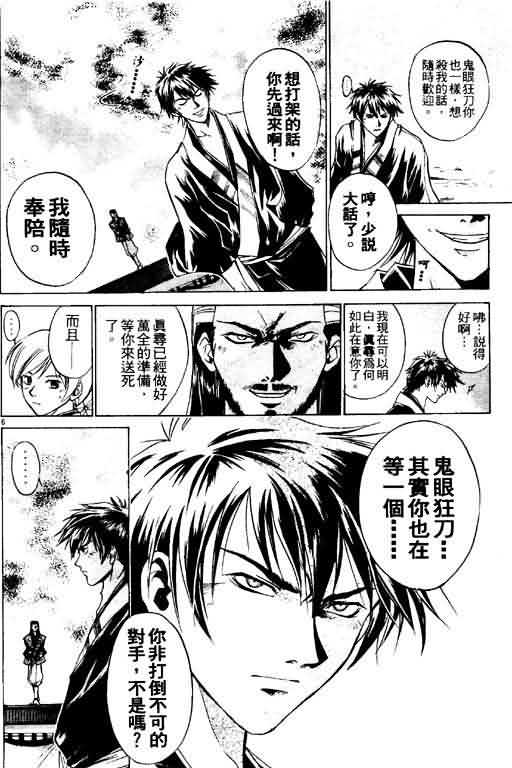 鬼眼狂刀你
也一樣，想
殺我的話，
隨時歡迎。
…
哼，少說
大話了。
想打架的話，
你先過來啊！
沙……
我隨時
奉陪。
咈…說得
好啊…
我現在可以明
白，真尋為何
如此在意你了。
真尋已經做好
萬全的準備，
等你來送死
而且—
…
6
鬼眼狂刀…
其實你也在
等一個……
……
你非打倒不可的
對手，不是嗎？